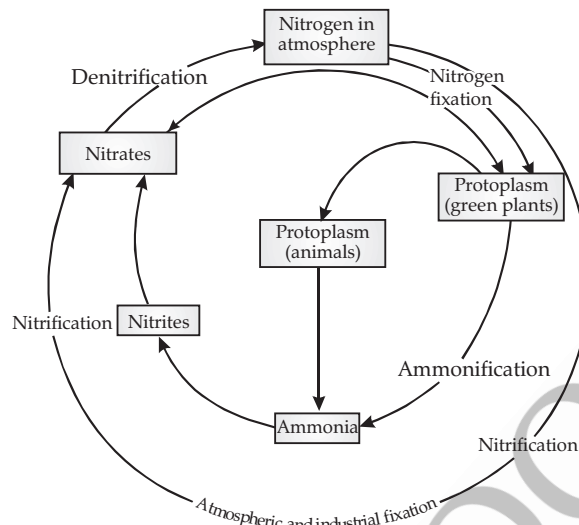 Nitrogen in
atmosphere
Denitrification
Nitrogen
fixation
Nitrates
Protoplasm
(green plants)
Protoplasm
(animals)
Nitrification
Nitrites
Ammonification
Ammonia
Nitrification
Atmospheric and industrial fixation